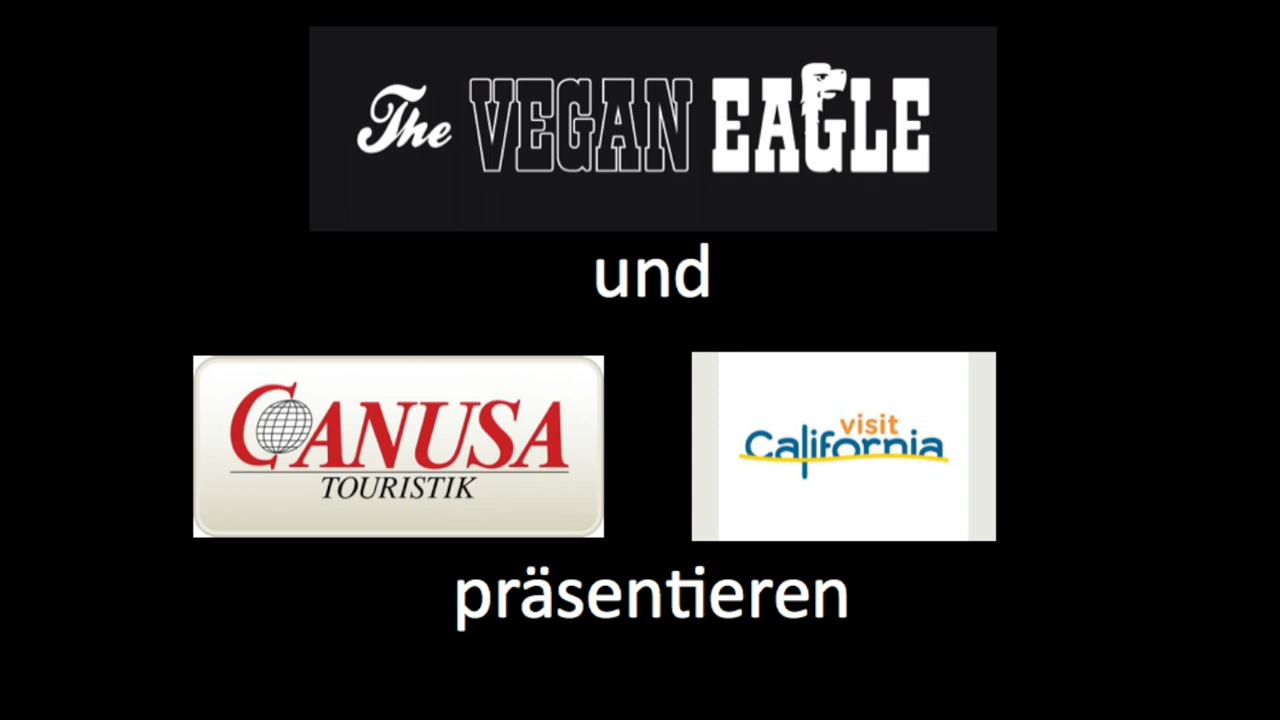 The VEGAN EAGLE
und
CANUSA
TOURISTIK
visit
California
präsentieren